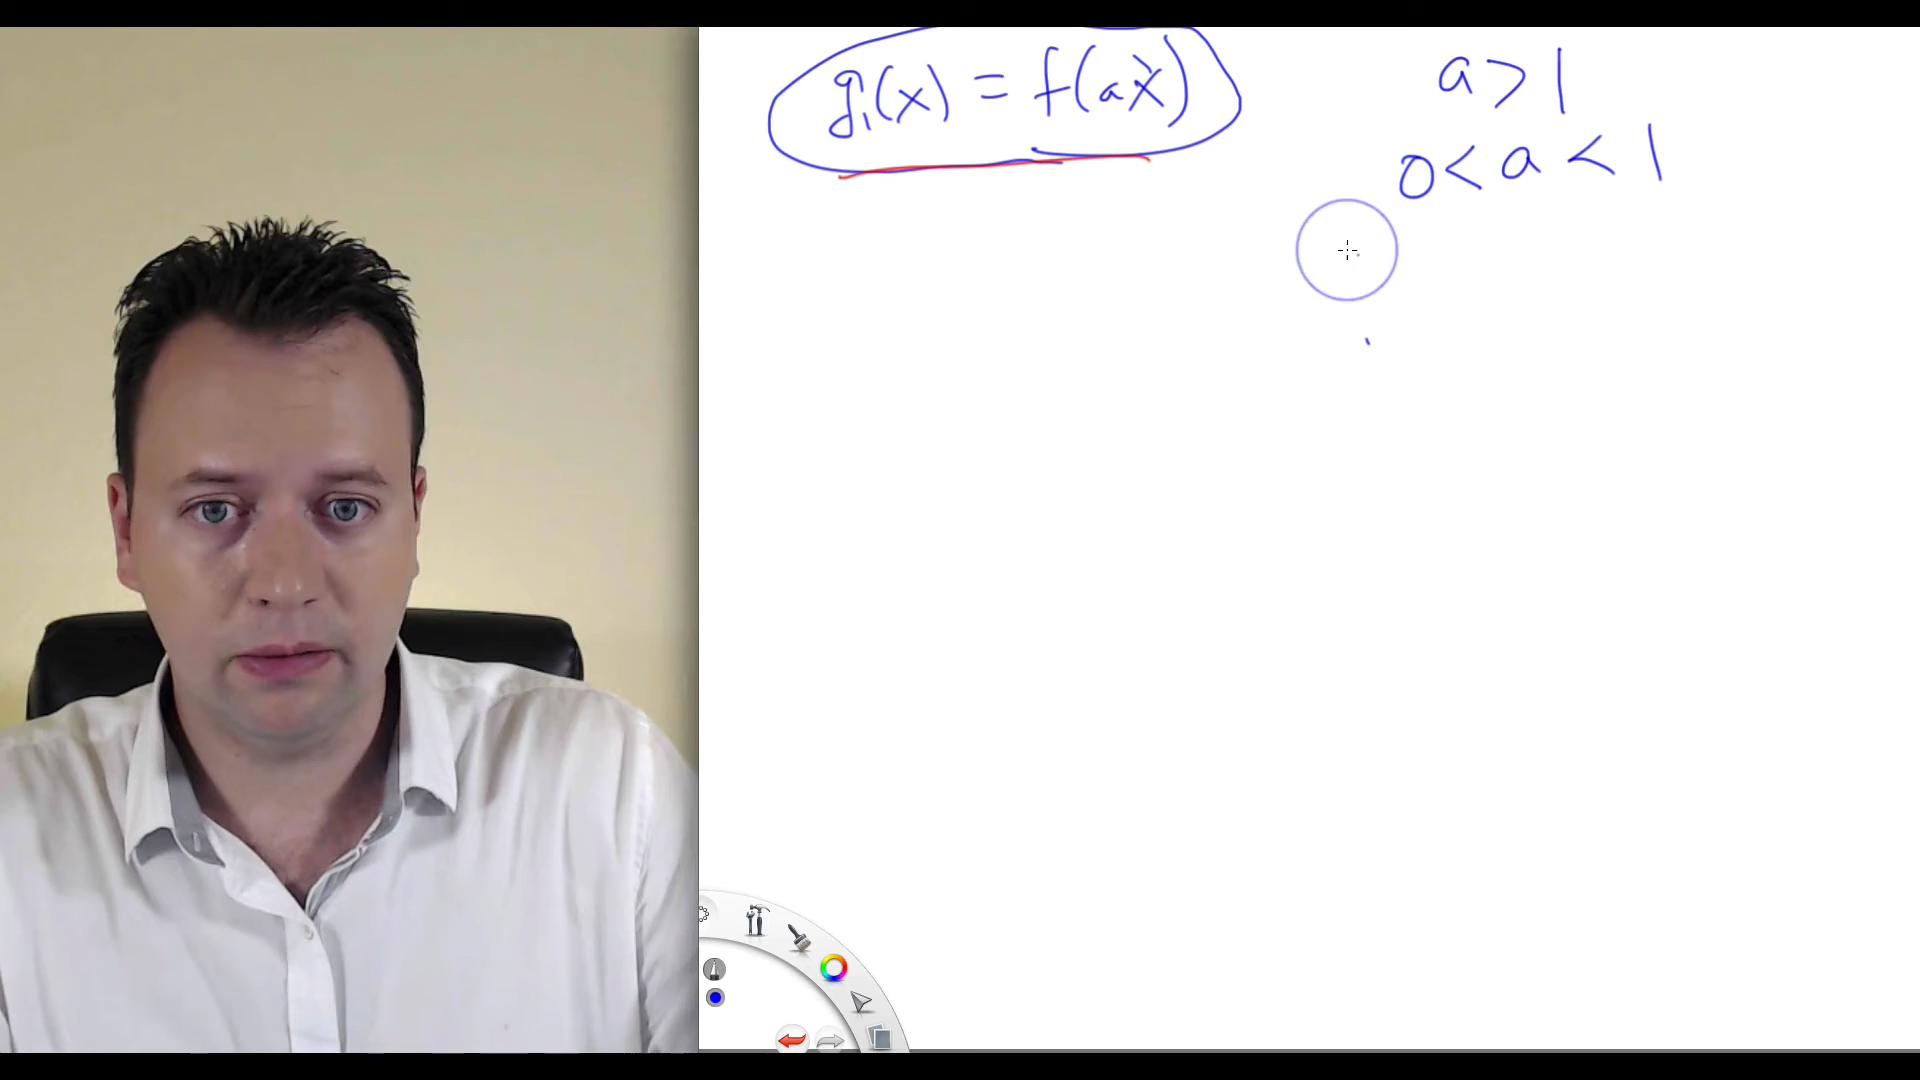 g₁(x) = f(ax)
a > 1
0 < a < 1